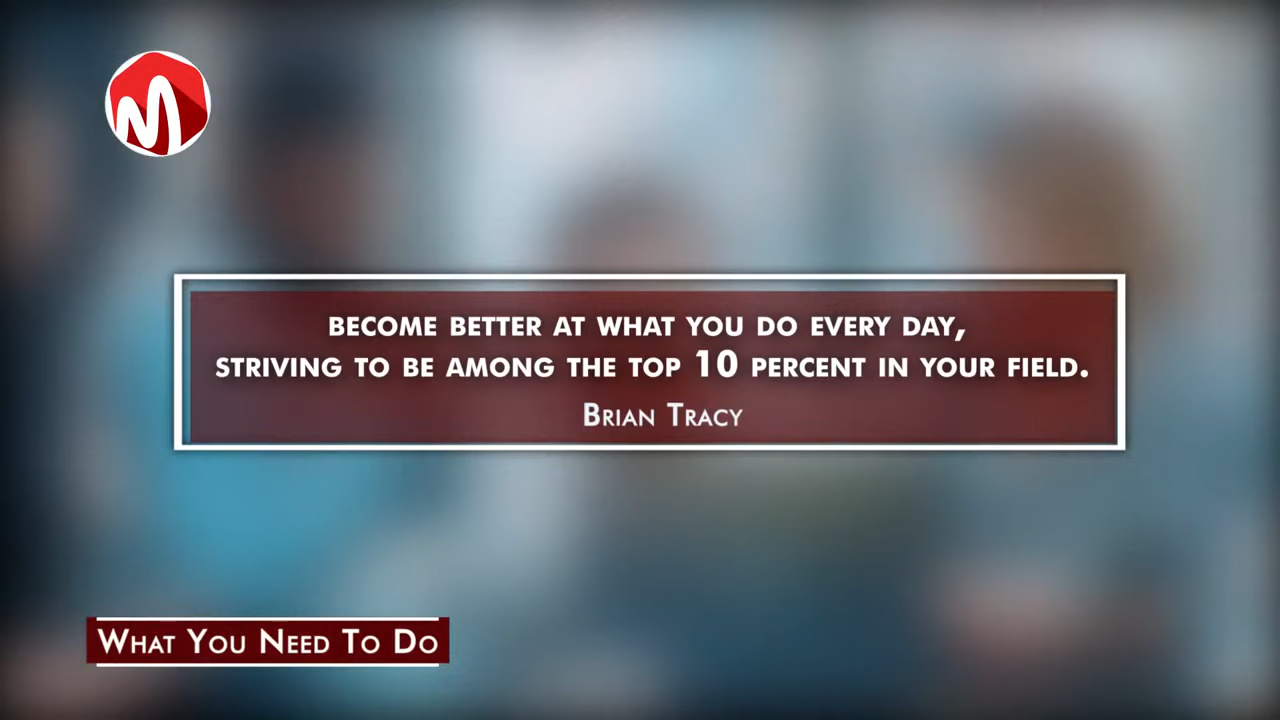 BECOME BETTER AT WHAT YOU DO EVERY DAY,
STRIVING TO BE AMONG THE TOP 10 PERCENT IN YOUR FIELD.
BRIAN TRACY
WHAT YOU NEED TO DO